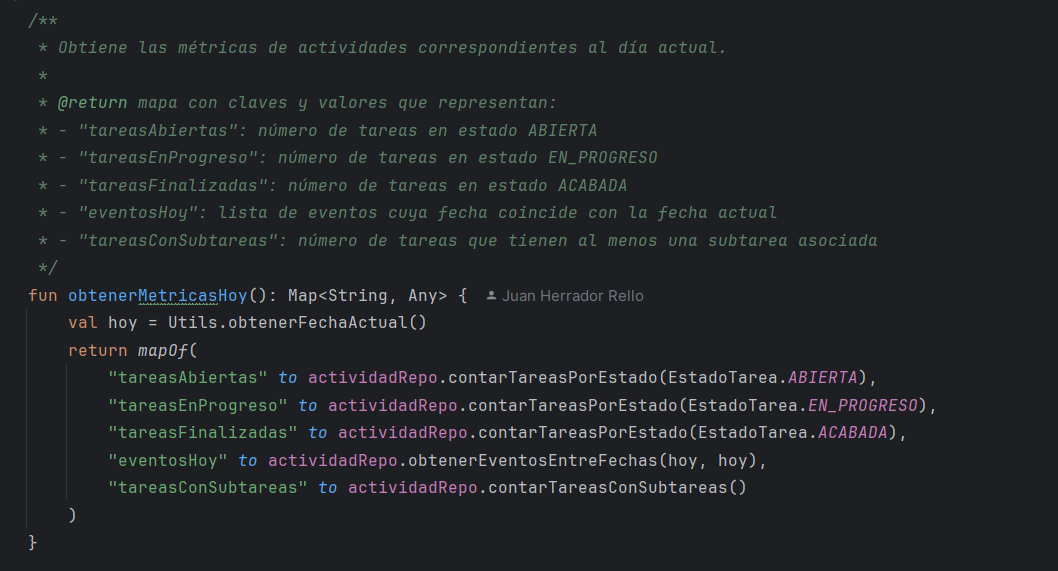 /**
 * Obtiene las métricas de actividades correspondientes al día actual.
 *
 * @return mapa con claves y valores que representan:
 * - "tareasAbiertas": número de tareas en estado ABIERTA
 * - "tareasEnProgreso": número de tareas en estado EN_PROGRESO
 * - "tareasFinalizadas": número de tareas en estado ACABADA
 * - "eventosHoy": lista de eventos cuya fecha coincide con la fecha actual
 * - "tareasConSubtareas": número de tareas que tienen al menos una subtarea asociada
 */
fun obtenerMetricasHoy(): Map<String, Any> { Juan Herrador Rello
    val hoy = Utils.obtenerFechaActual()
    return mapOf(
        "tareasAbiertas" to actividadRepo.contarTareasPorEstado(EstadoTarea.ABIERTA),
        "tareasEnProgreso" to actividadRepo.contarTareasPorEstado(EstadoTarea.EN_PROGRESO),
        "tareasFinalizadas" to actividadRepo.contarTareasPorEstado(EstadoTarea.ACABADA),
        "eventosHoy" to actividadRepo.obtenerEventosEntreFechas(hoy, hoy),
        "tareasConSubtareas" to actividadRepo.contarTareasConSubtareas()
    )
}